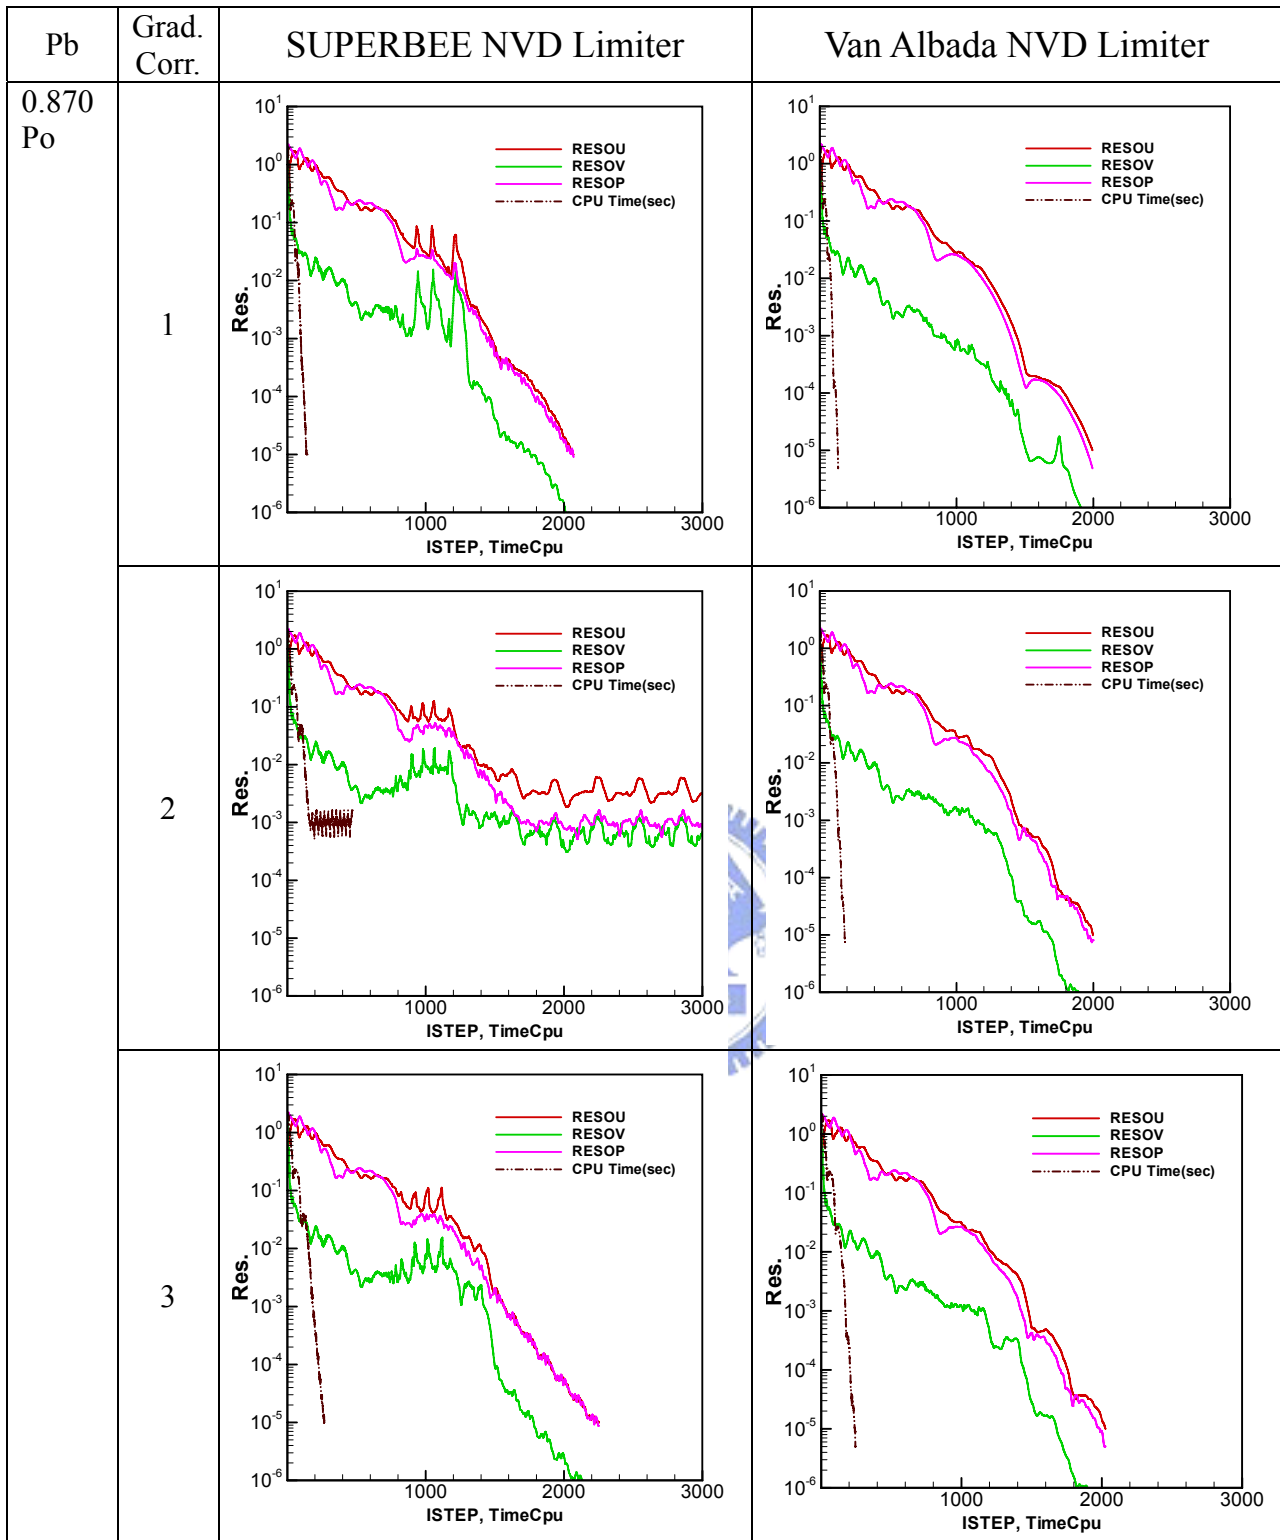 Pb
Grad.
Corr.
SUPERBEE NVD Limiter
Van Albada NVD Limiter
0.870
Po
1
10^1
10^0
10^-1
10^-2
10^-3
10^-4
10^-5
10^-6
Res.
RESOU
RESOV
RESOP
CPU Time(sec)
1000 2000 3000
ISTEP, TimeCpu
10^1
10^0
10^-1
10^-2
10^-3
10^-4
10^-5
10^-6
Res.
RESOU
RESOV
RESOP
CPU Time(sec)
1000 2000 3000
ISTEP, TimeCpu
2
10^1
10^0
10^-1
10^-2
10^-3
10^-4
10^-5
10^-6
Res.
RESOU
RESOV
RESOP
CPU Time(sec)
1000 2000 3000
ISTEP, TimeCpu
10^1
10^0
10^-1
10^-2
10^-3
10^-4
10^-5
10^-6
Res.
RESOU
RESOV
RESOP
CPU Time(sec)
1000 2000 3000
ISTEP, TimeCpu
3
10^1
10^0
10^-1
10^-2
10^-3
10^-4
10^-5
10^-6
Res.
RESOU
RESOV
RESOP
CPU Time(sec)
1000 2000 3000
ISTEP, TimeCpu
10^1
10^0
10^-1
10^-2
10^-3
10^-4
10^-5
10^-6
Res.
RESOU
RESOV
RESOP
CPU Time(sec)
1000 2000 3000
ISTEP, TimeCpu